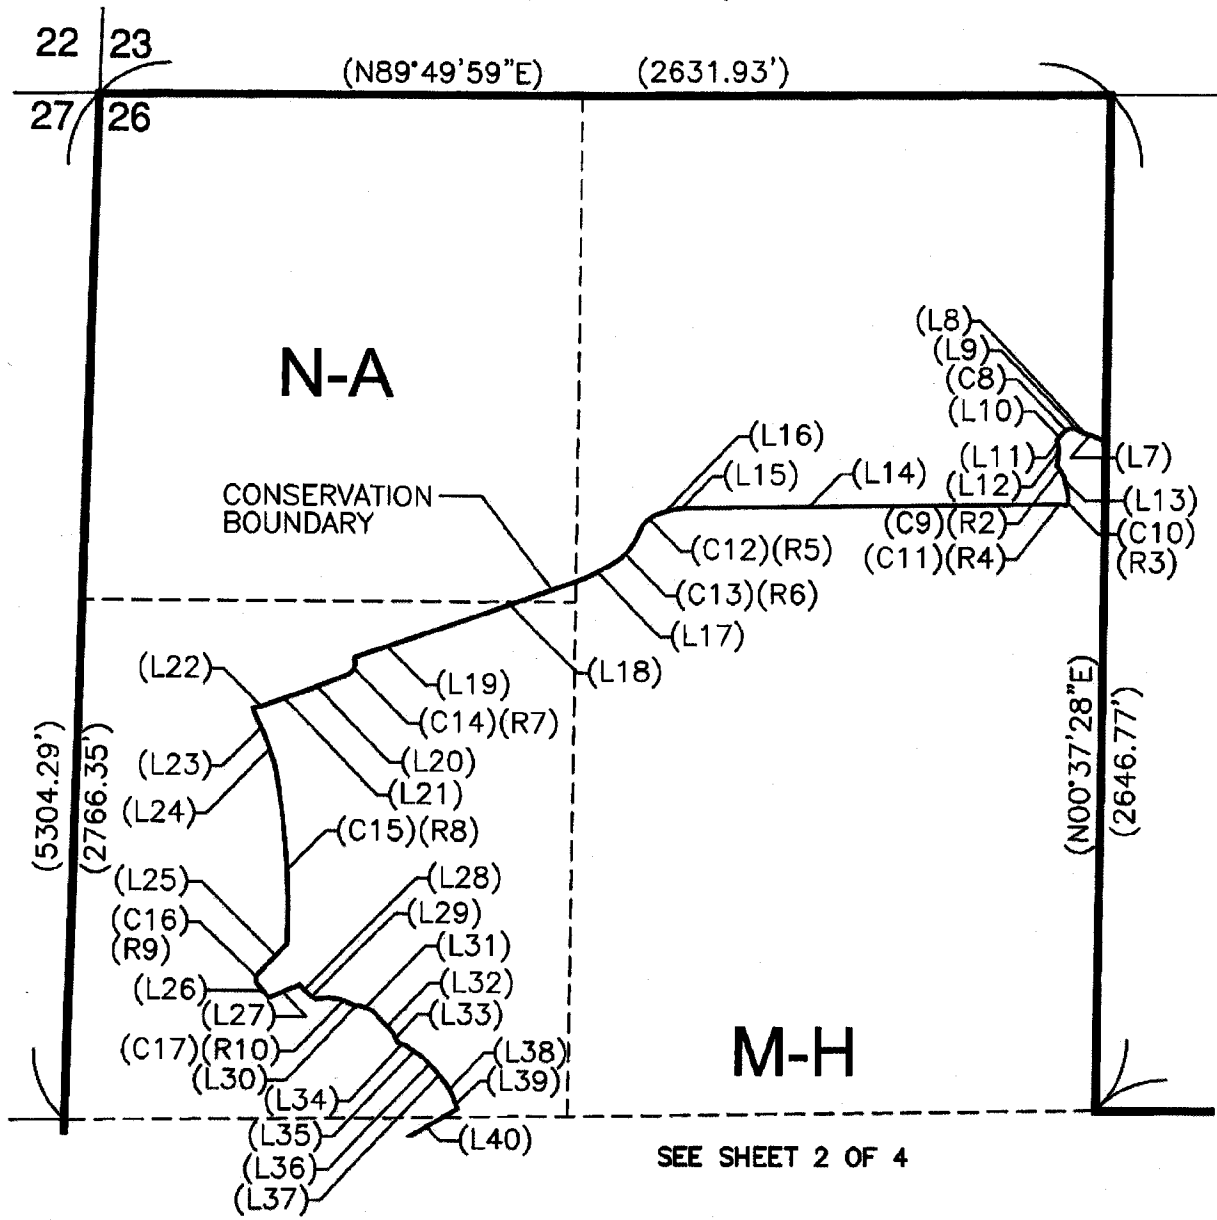 22 23
(N89°49'59"E) (2631.93')
27 26
(L8)
N-A
(L9)
(C8)
(L10)
(L16)
(L11) (L7)
(L15) (L14)
(L12)
CONSERVATION
BOUNDARY
(L13)
(C9)(R2) (C10)
(C12)(R5)
(C11)(R4) (R3)
(C13)(R6)
(L17)
(L22) (L18)
(L19)
(C14)(R7)
(N00°37'28"E)
(2646.77')
(L23) (L20)
(5304.29')
(2766.35')
(L21)
(L24)
(C15)(R8)
(L25) (L28)
(C16) (L29)
(R9) (L31)
(L26) (L32)
(L27) (L33)
(C17)(R10)
M-H
(L38)
(L30) (L39)
(L34)
(L35) (L40)
SEE SHEET 2 OF 4
(L36)
(L37)